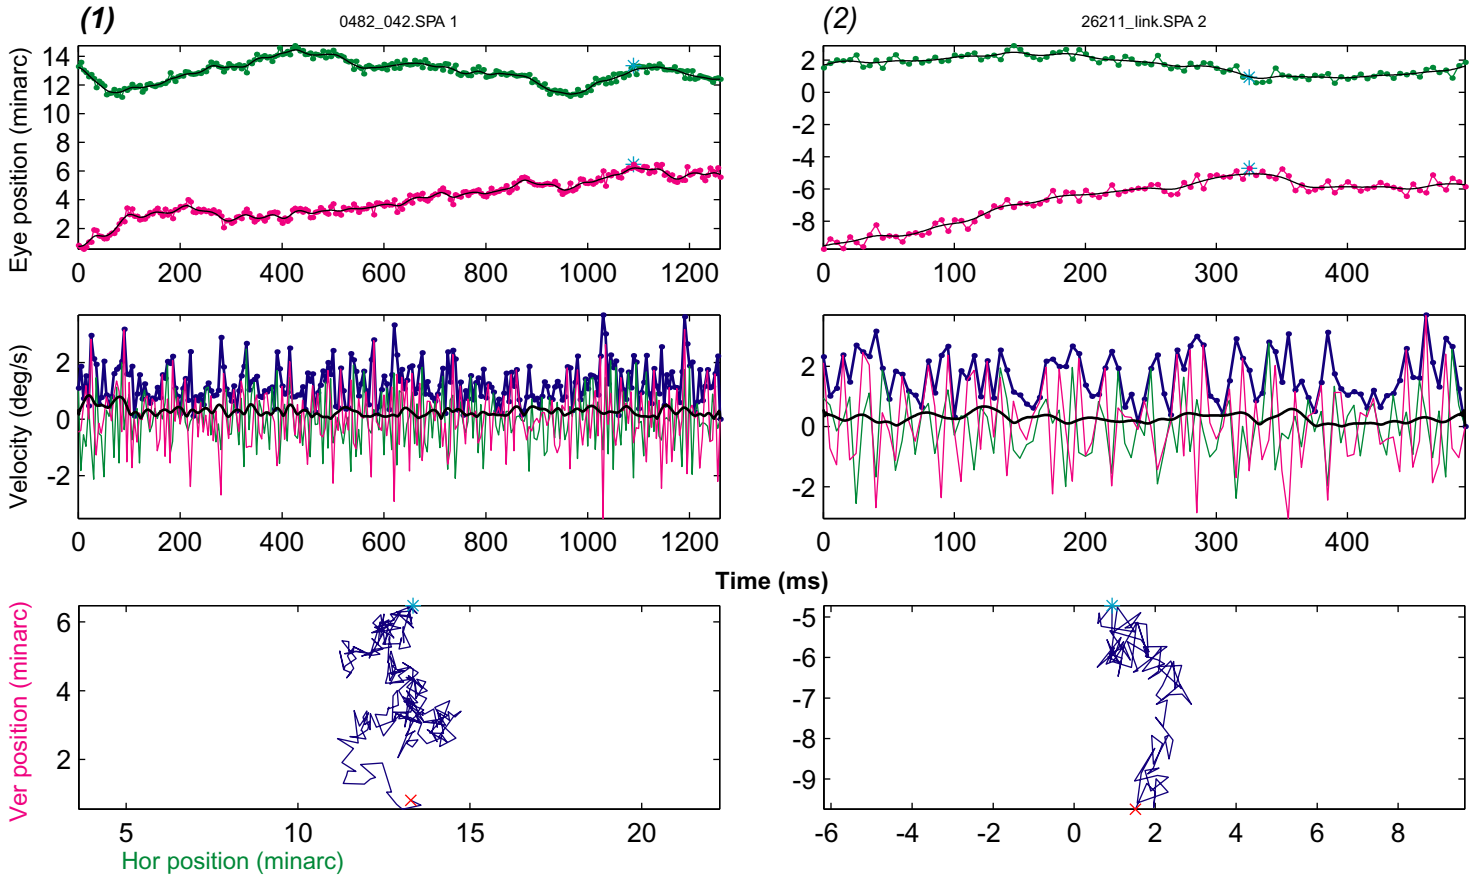 (1) 0482_042.SPA 1 (2) 26211_link.SPA 2
Eye position (minarc)
14
12
10
8
6
4
2
0 200 400 600 800 1000 1200
2
0
-2
-4
-6
-8
0 100 200 300 400
Velocity (deg/s)
2
0
-2
0 200 400 600 800 1000 1200
2
0
-2
0 100 200 300 400
Time (ms)
Ver position (minarc)
6
4
2
5 10 15 20
-5
-6
-7
-8
-9
-6 -4 -2 0 2 4 6 8
Hor position (minarc)